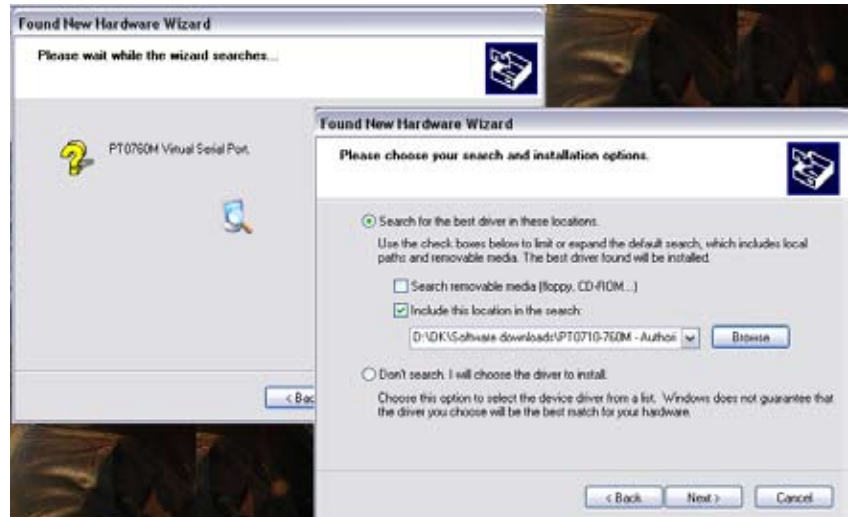 Found New Hardware Wizard
Please wait while the wizard searches...
PT0760M Virtual Serial Port.
< Bac
Found New Hardware Wizard
Please choose your search and installation options.
Search for the best driver in these locations.
Use the check boxes below to limit or expand the default search, which includes local
paths and removable media. The best driver found will be installed.
Search removable media (floppy, CD-ROM...)
Include this location in the search:
D:\DK\Software downloads\PT0710-760M - Authori
Browse
Don't search. I will choose the driver to install.
Choose this option to select the device driver from a list. Windows does not guarantee that
the driver you choose will be the best match for your hardware.
< Back
Next >
Cancel